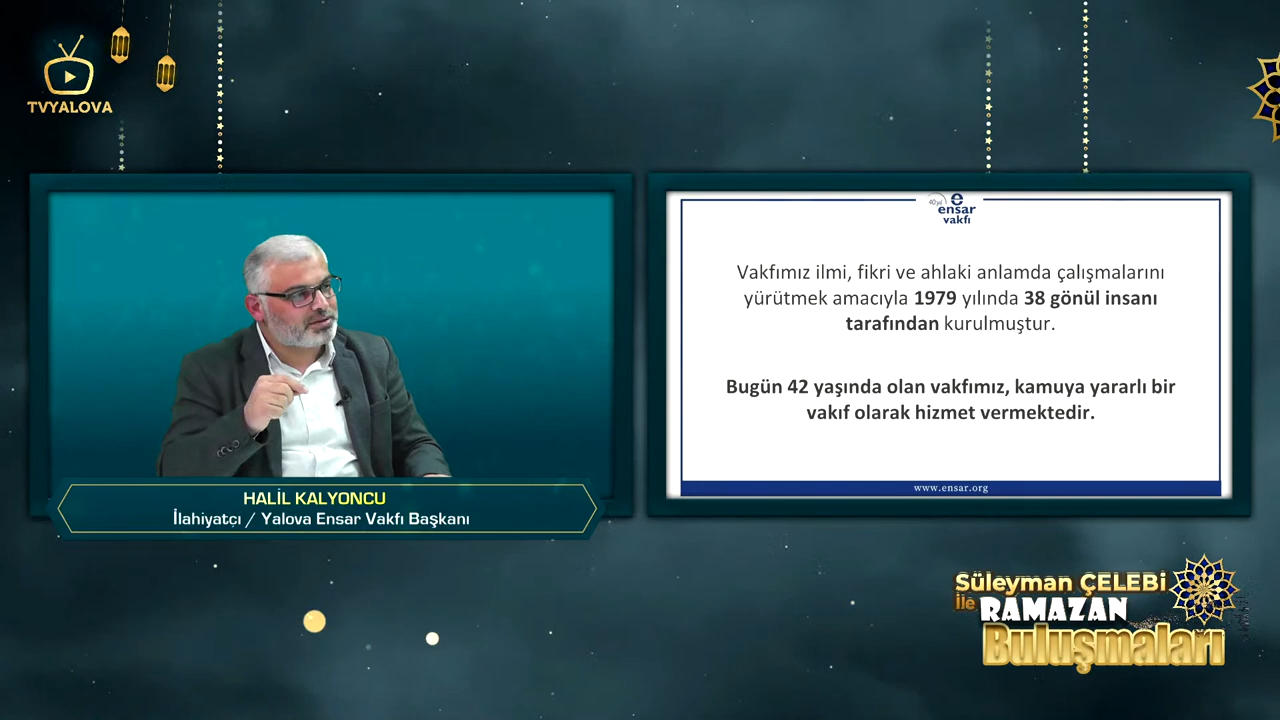 TVYALOVA
40.yıl
ensar
vakfı
Vakfımız ilmi, fikri ve ahlaki anlamda çalışmalarını
yürütmek amacıyla 1979 yılında 38 gönül insanı
tarafından kurulmuştur.
Bugün 42 yaşında olan vakfımız, kamuya yararlı bir
vakıf olarak hizmet vermektedir.
www.ensar.org
HALİL KALYONCU
İlahiyatçı / Yalova Ensar Vakfı Başkanı
Süleyman ÇELEBİ
İle RAMAZAN
Buluşmaları